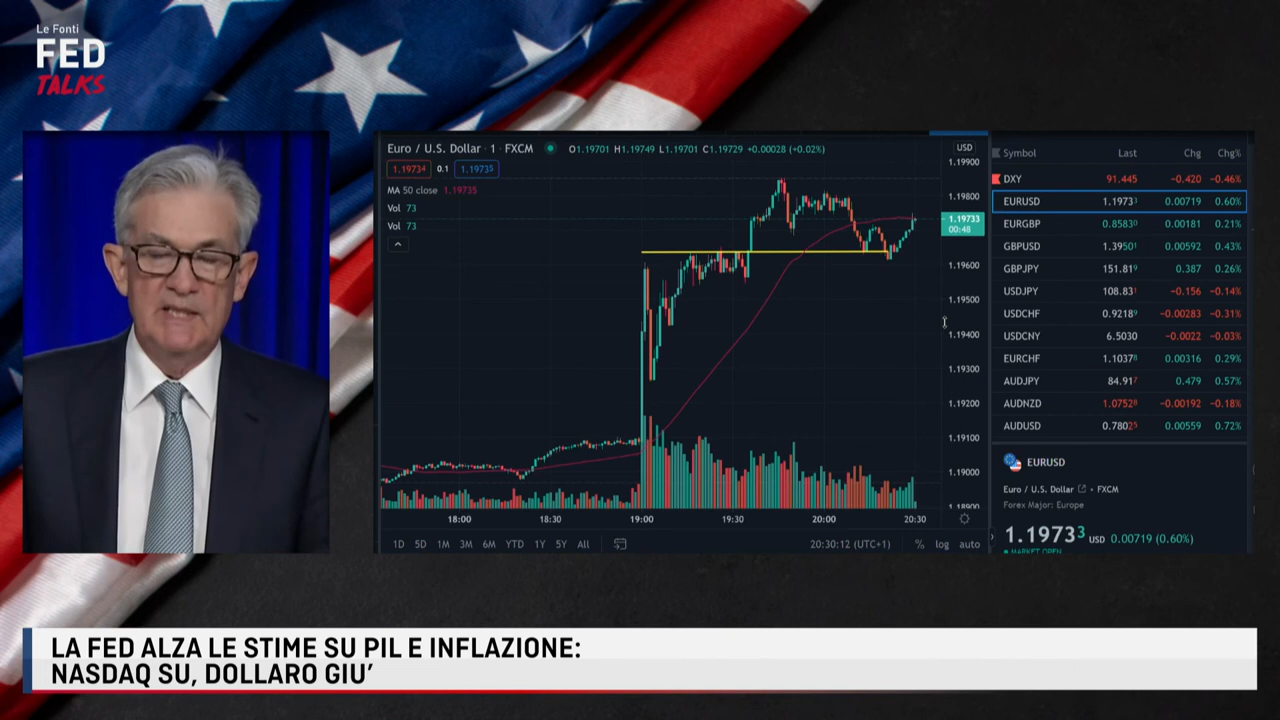 Le Fonti
FED
TALKS
Euro / U.S. Dollar · 1 · FXCM O1.19701 H1.19749 L1.19701 C1.19729 +0.00028 (+0.02%)
1.19734 0.1 1.19735
MA 50 close 1.19735
Vol 73
Vol 73
USD
1.19900
1.19800
1.19733
00:48
1.19600
1.19500
1.19400
1.19300
1.19200
1.19100
1.19000
1.18900
18:00 18:30 19:00 19:30 20:00 20:30
1D 5D 1M 3M 6M YTD 1Y 5Y All 20:30:12 (UTC+1) % log auto
Symbol Last Chg Chg%
DXY 91.445 −0.420 −0.46%
EURUSD 1.19733 0.00719 0.60%
EURGBP 0.85830 0.00181 0.21%
GBPUSD 1.39501 0.00592 0.43%
GBPJPY 151.819 0.387 0.26%
USDJPY 108.831 −0.156 −0.14%
USDCHF 0.92189 −0.00283 −0.31%
USDCNY 6.5030 −0.0022 −0.03%
EURCHF 1.10378 0.00316 0.29%
AUDJPY 84.917 0.479 0.57%
AUDNZD 1.07528 −0.00192 −0.18%
AUDUSD 0.78025 0.00559 0.72%
EURUSD
Euro / U.S. Dollar • FXCM
Forex Major: Europe
1.19733 USD 0.00719 (0.60%)
MARKET OPEN
LA FED ALZA LE STIME SU PIL E INFLAZIONE:
NASDAQ SU, DOLLARO GIU’